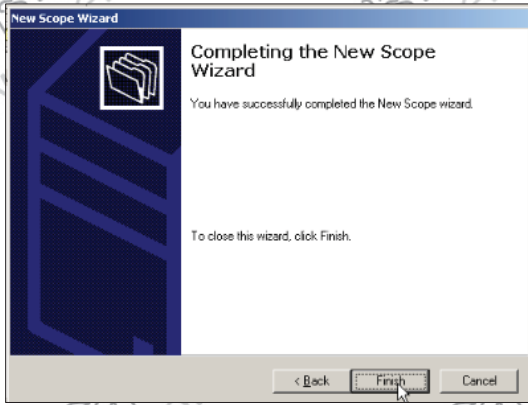 New Scope Wizard
Completing the New Scope
Wizard
You have successfully completed the New Scope wizard.
To close this wizard, click Finish.
< Back
Finish
Cancel